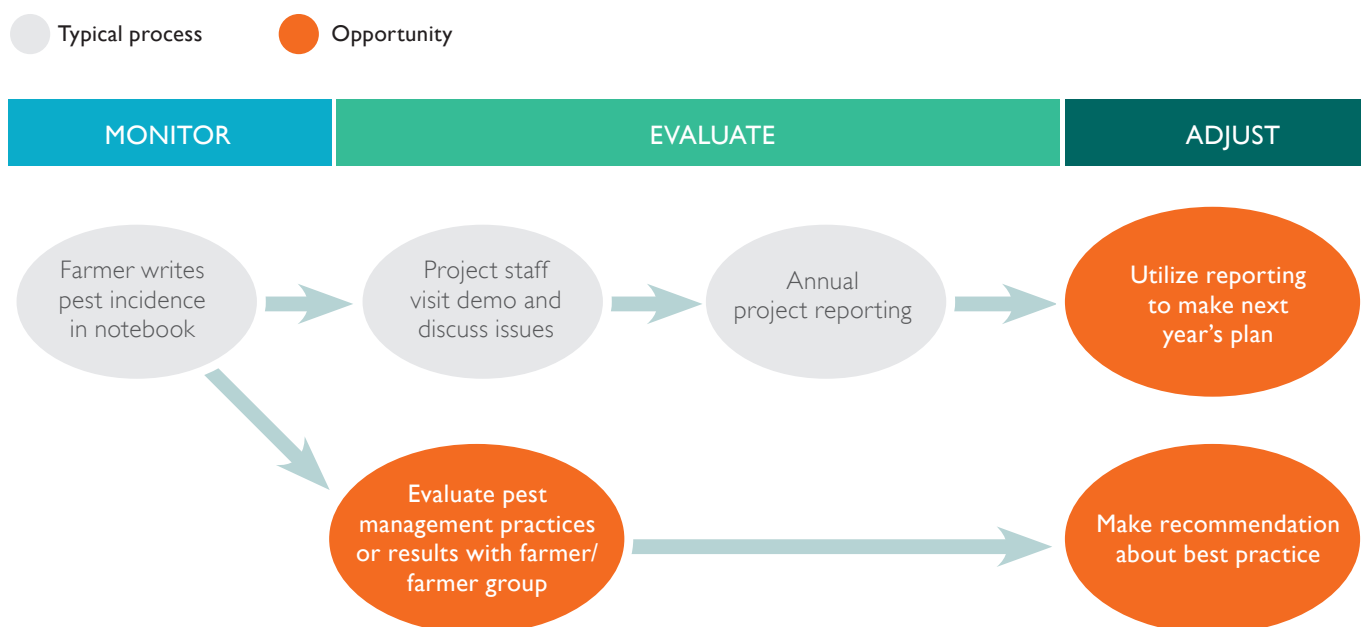 Typical process
Opportunity
MONITOR
EVALUATE
ADJUST
Farmer writes
pest incidence
in notebook
Project staff
visit demo and
discuss issues
Annual
project reporting
Utilize reporting
to make next
year's plan
Evaluate pest
management practices
or results with farmer/
farmer group
Make recommendation
about best practice